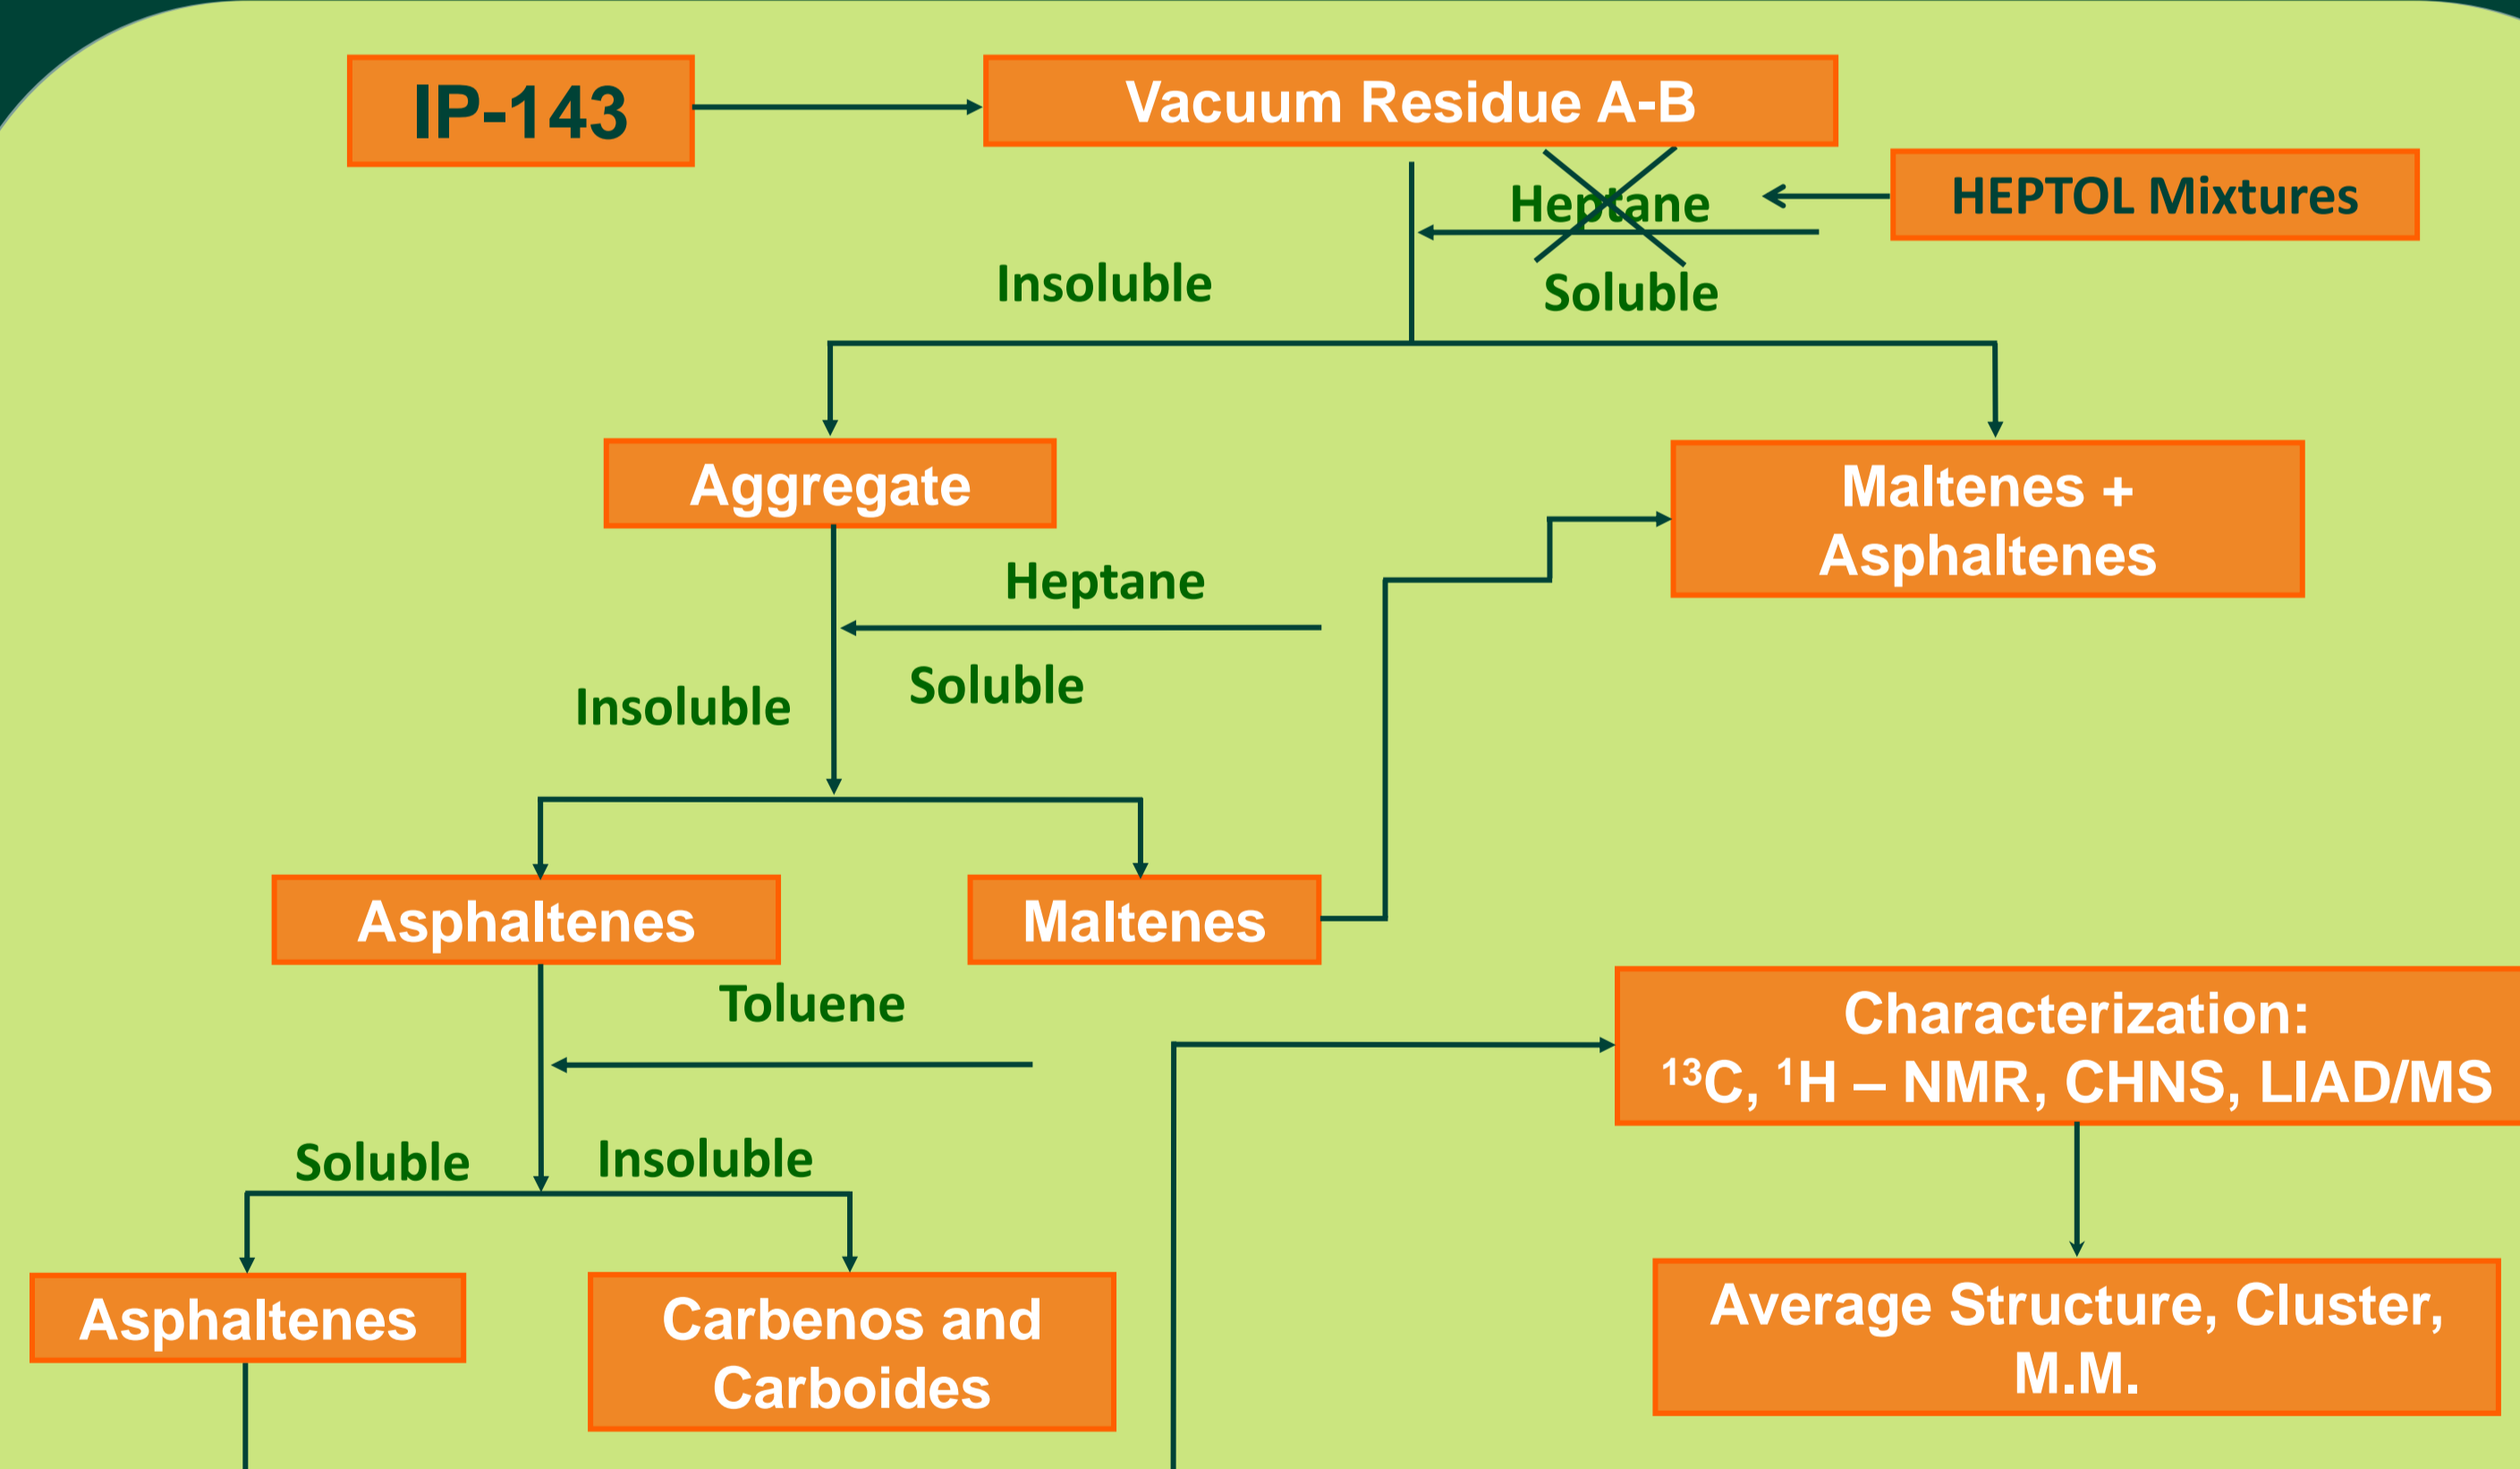 IP-143
Vacuum Residue A-B
Heptane
HEPTOL Mixtures
Insoluble
Soluble
Aggregate
Maltenes +
Asphaltenes
Heptane
Soluble
Insoluble
Asphaltenes
Maltenes
Toluene
Characterization:
¹³C, ¹H – NMR, CHNS, LIAD/MS
Soluble
Insoluble
Asphaltenes
Carbenos and
Carboides
Average Structure, Cluster,
M.M.